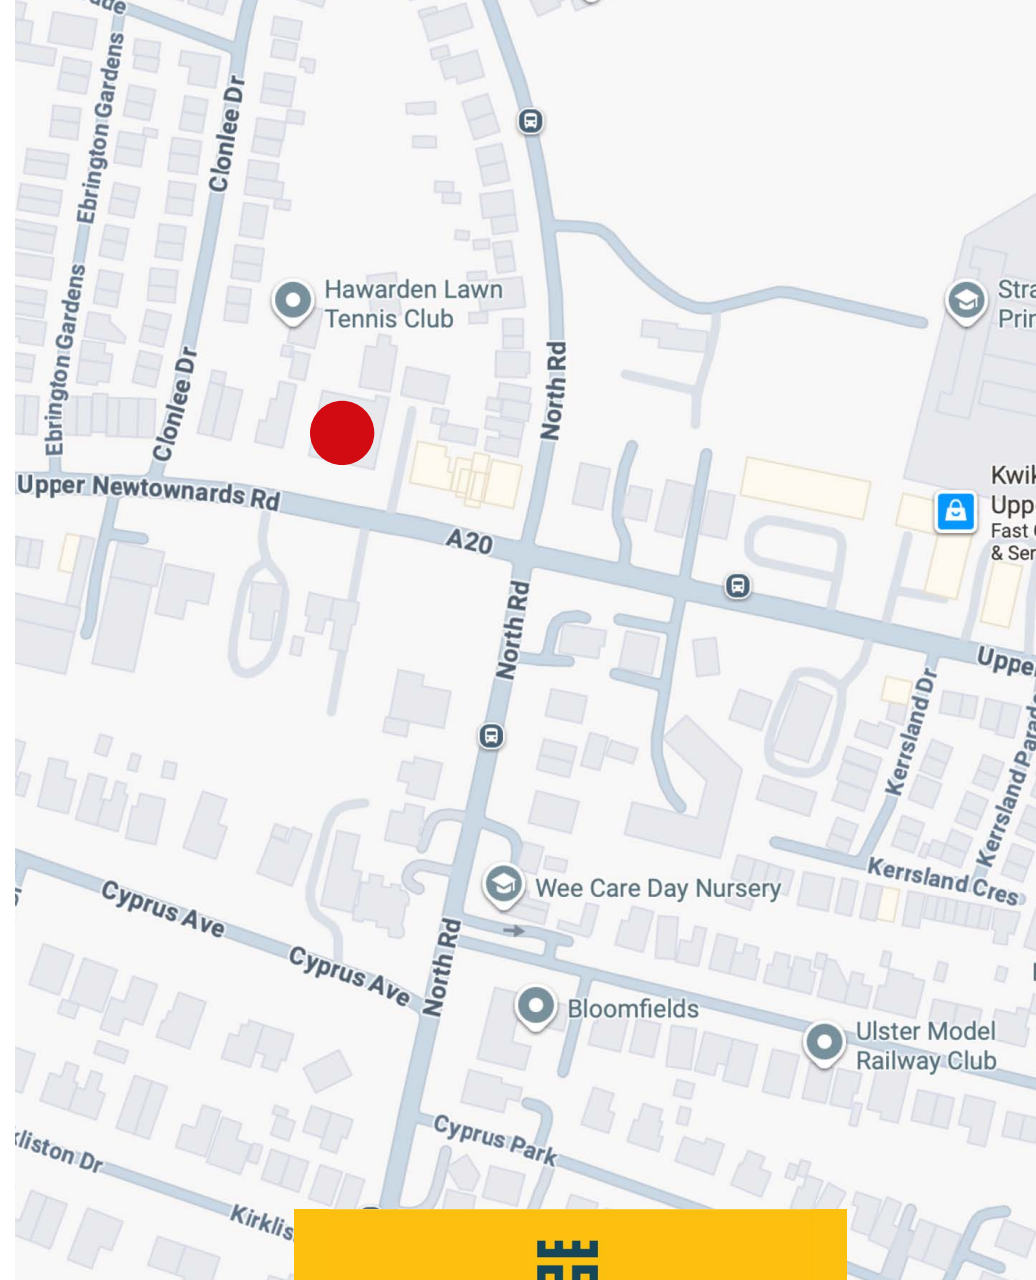 Ebrington Gardens
Clonlee Dr
Hawarden Lawn
Tennis Club
Ebrington Gardens
Clonlee Dr
North Rd
Upper Newtownards Rd
A20
North Rd
Kerrsland Dr
Kerrsland Cres
Wee Care Day Nursery
Cyprus Ave
Cyprus Ave
North Rd
Bloomfields
Ulster Model
Railway Club
Cyprus Park